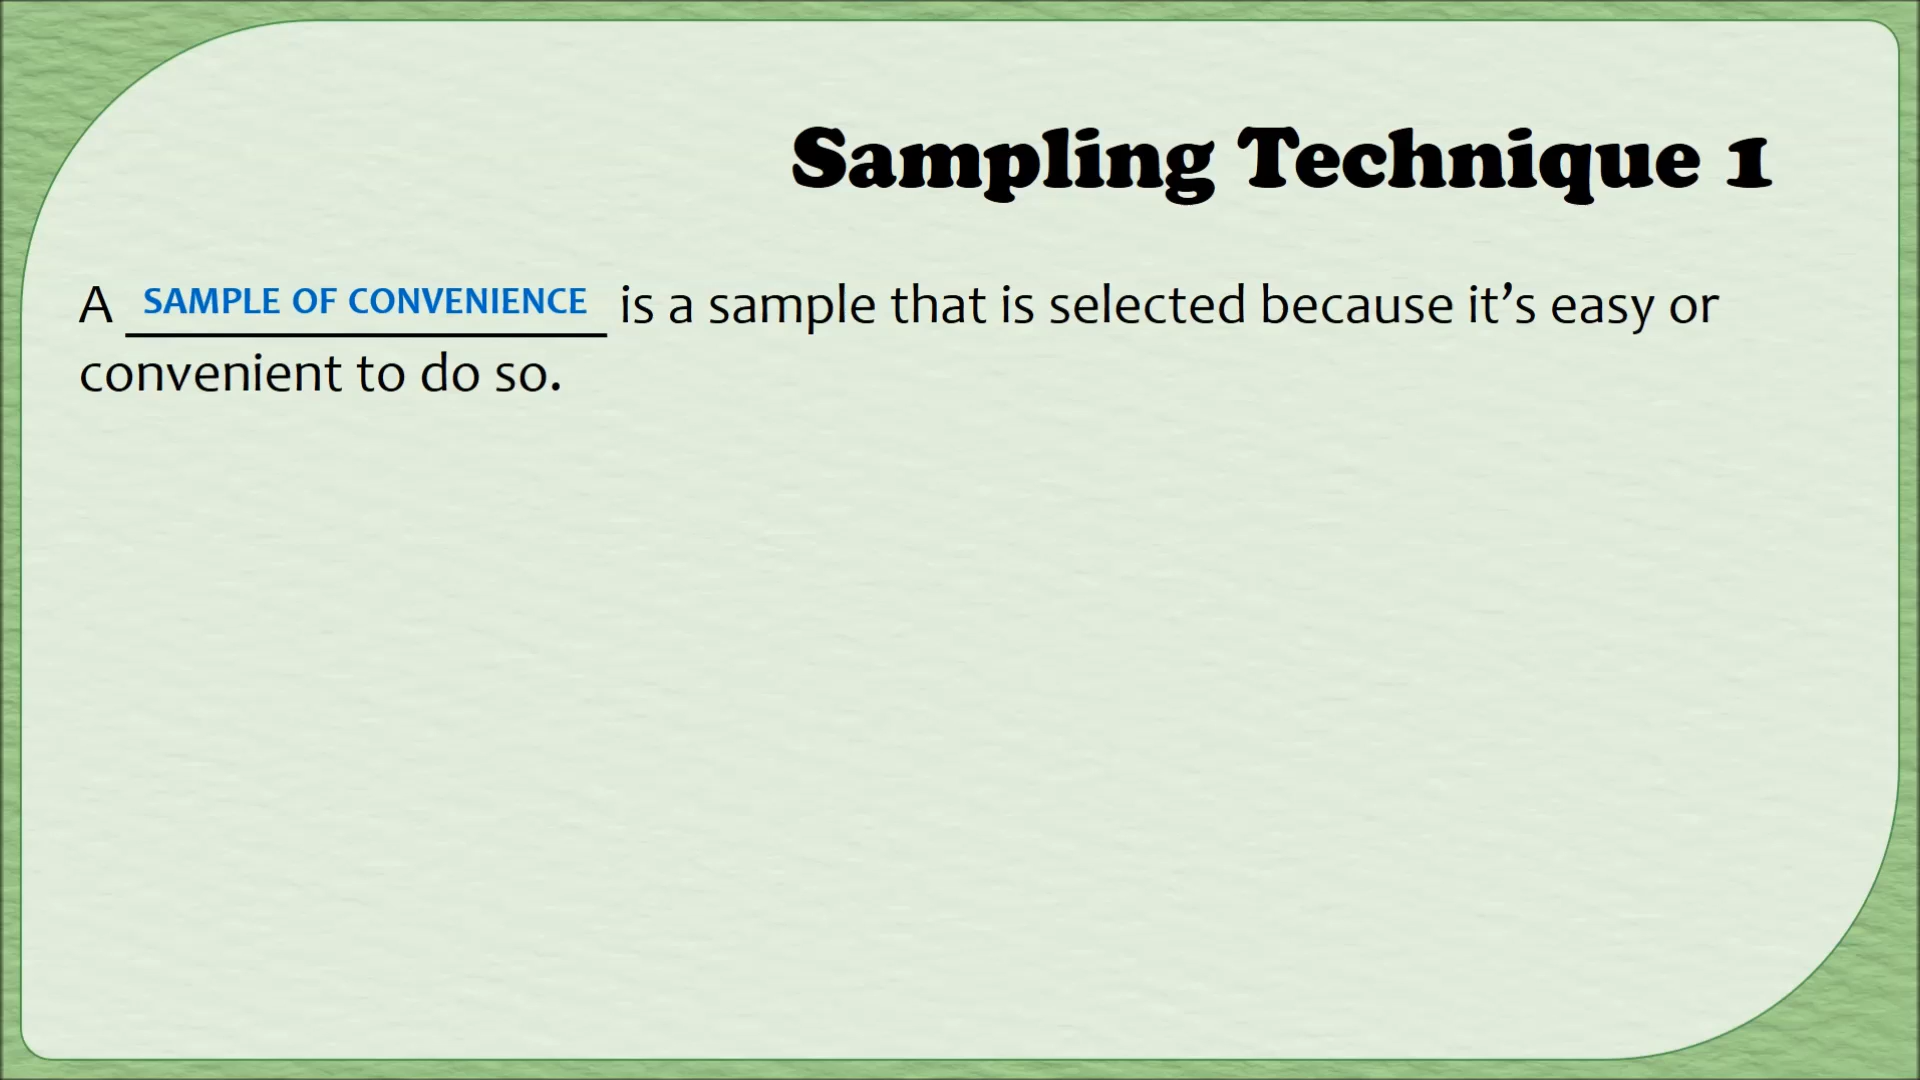 Sampling Technique 1
A SAMPLE OF CONVENIENCE is a sample that is selected because it’s easy or
convenient to do so.